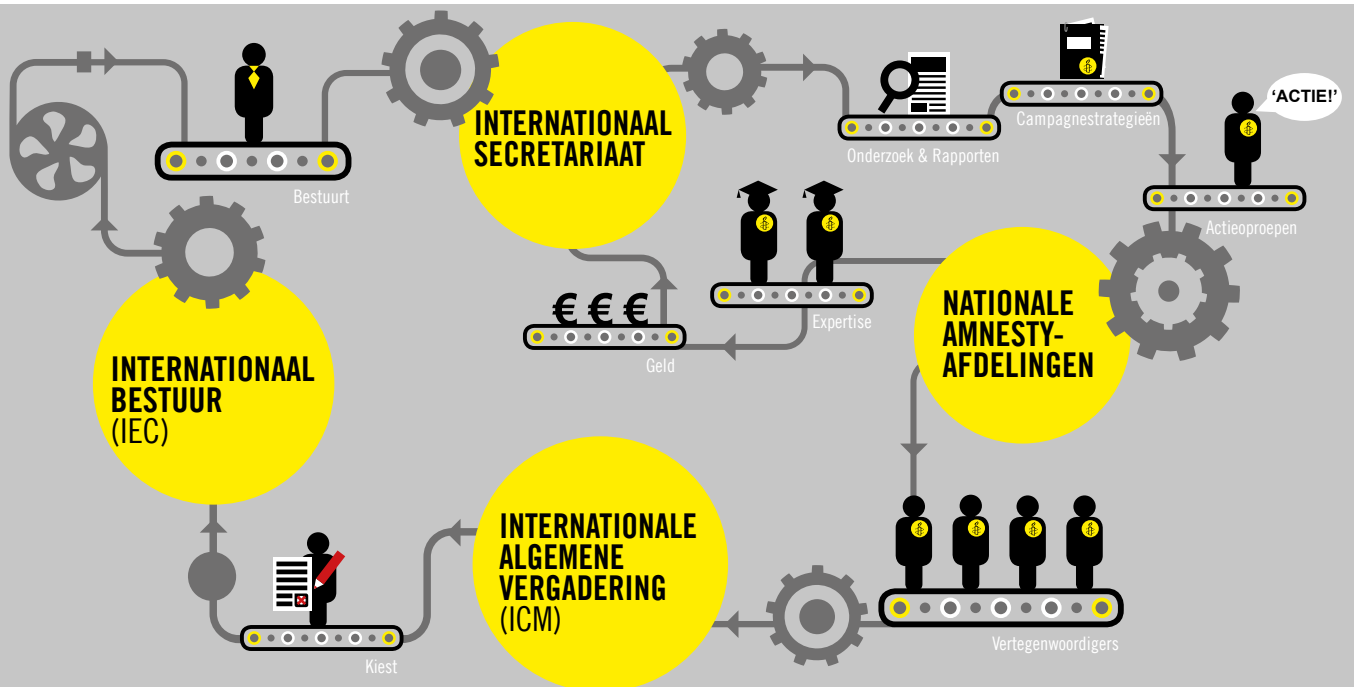 INTERNATIONAAL
SECRETARIAAT
Onderzoek & Rapporten
Campagnestrategieën
'ACTIE!'
Actieoproepen
Bestuurt
Expertise
€ € €
Geld
NATIONALE
AMNESTY-
AFDELINGEN
INTERNATIONAAL
BESTUUR
(IEC)
INTERNATIONALE
ALGEMENE
VERGADERING
(ICM)
Vertegenwoordigers
Kiest